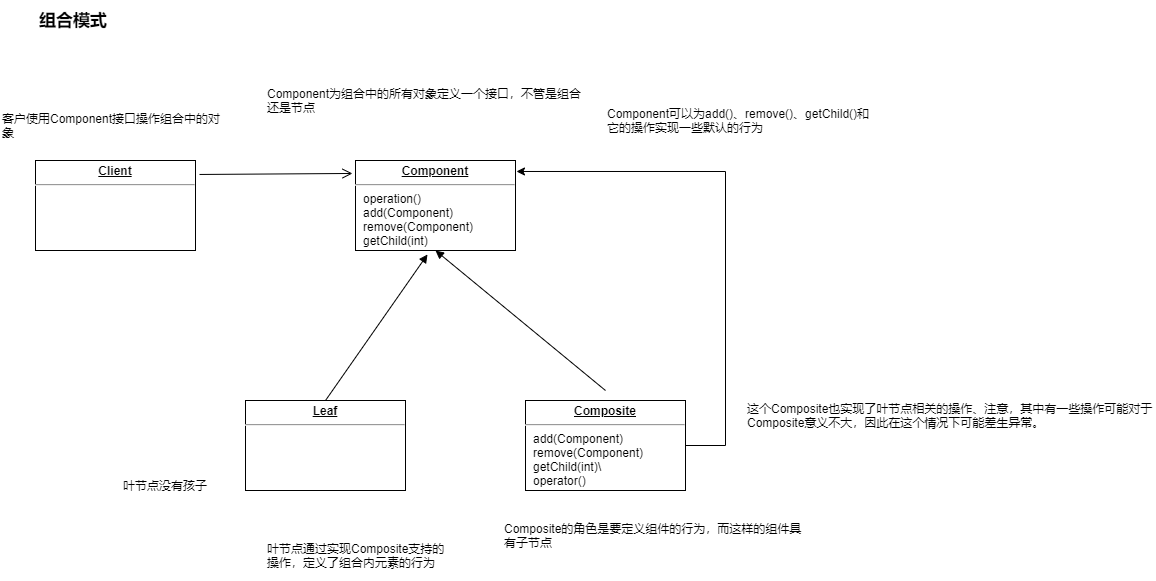 组合模式
Component为组合中的所有对象定义一个接口，不管是组合
还是节点
客户使用Component接口操作组合中的对
象
Component可以为add()、remove()、getChild()和
它的操作实现一些默认的行为
Client
Component
operation()
add(Component)
remove(Component)
getChild(int)
Leaf
Composite
add(Component)
remove(Component)
getChild(int)\
operator()
这个Composite也实现了叶节点相关的操作、注意，其中有一些操作可能对于
Composite意义不大，因此在这个情况下可能差生异常。
叶节点没有孩子
叶节点通过实现Composite支持的
操作，定义了组合内元素的行为
Composite的角色是要定义组件的行为，而这样的组件具
有子节点